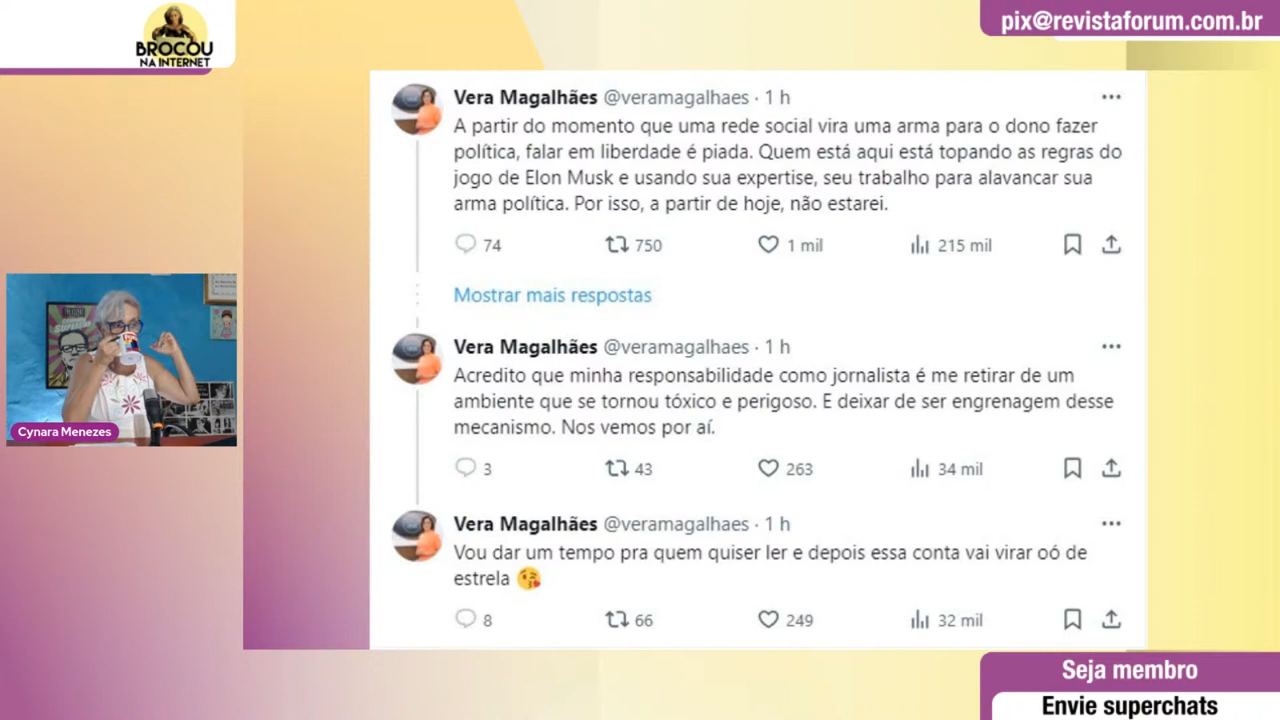 BROCOU
NA INTERNET
pix@revistaforum.com.br
Vera Magalhães @veramagalhaes · 1 h
A partir do momento que uma rede social vira uma arma para o dono fazer
política, falar em liberdade é piada. Quem está aqui está topando as regras do
jogo de Elon Musk e usando sua expertise, seu trabalho para alavancar sua
arma política. Por isso, a partir de hoje, não estarei.
74 750 1 mil 215 mil
Mostrar mais respostas
Vera Magalhães @veramagalhaes · 1 h
Acredito que minha responsabilidade como jornalista é me retirar de um
ambiente que se tornou tóxico e perigoso. E deixar de ser engrenagem desse
mecanismo. Nos vemos por aí.
3 43 263 34 mil
Vera Magalhães @veramagalhaes · 1 h
Vou dar um tempo pra quem quiser ler e depois essa conta vai virar oó de
estrela 😘
8 66 249 32 mil
Cynara Menezes
Seja membro
Envie superchats